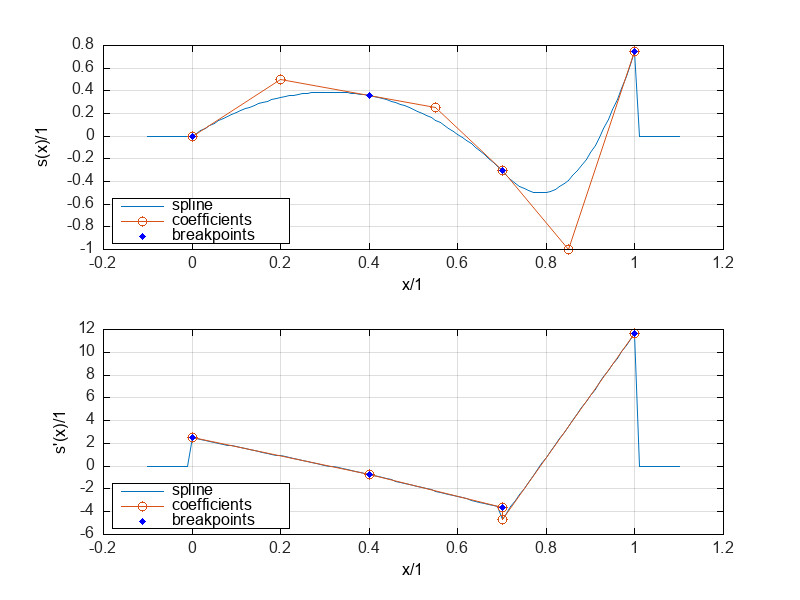 0.8
0.6
0.4
0.2
0
-0.2
-0.4
-0.6
-0.8
-1
s(x)/1
spline
coefficients
breakpoints
-0.2 0 0.2 0.4 0.6 0.8 1 1.2
x/1
12
10
8
6
4
2
0
-2
-4
-6
s'(x)/1
spline
coefficients
breakpoints
-0.2 0 0.2 0.4 0.6 0.8 1 1.2
x/1